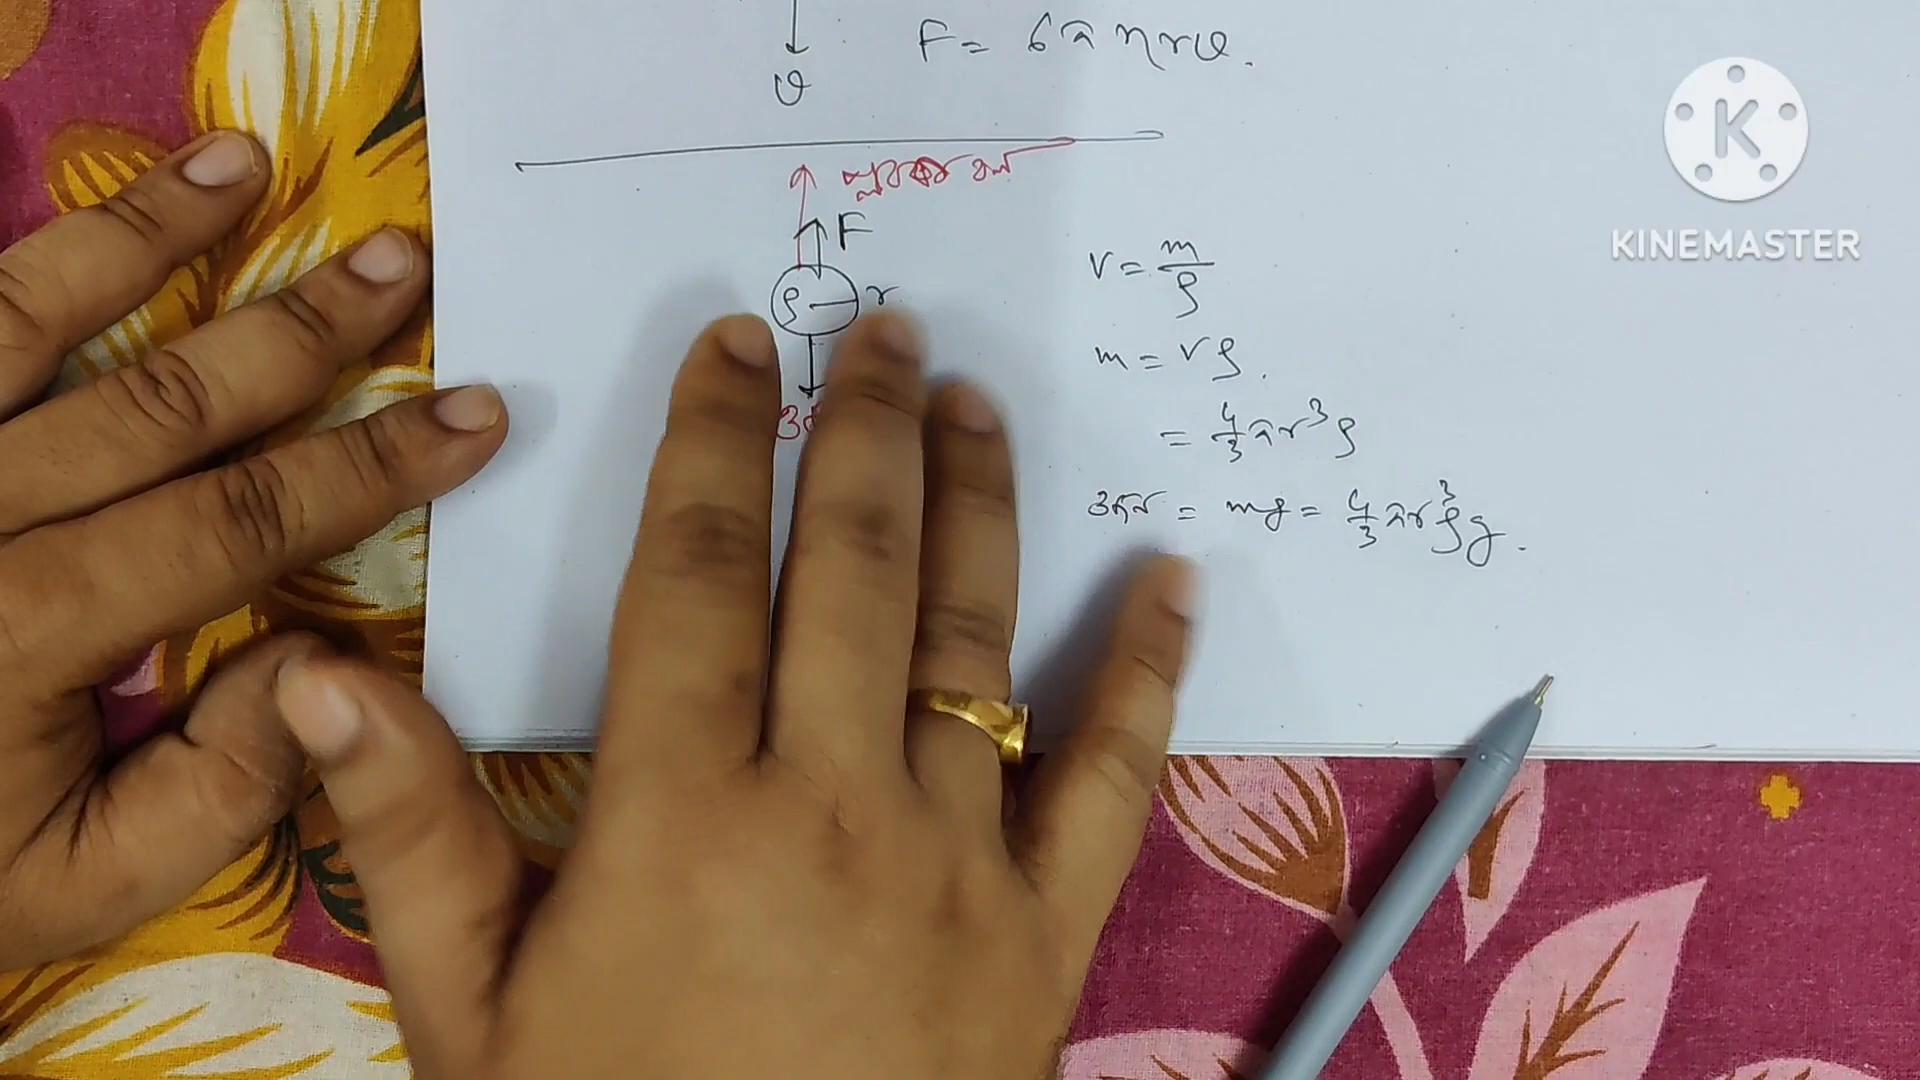 F = 6πηrv.
v
প্লবতা বল
F
ρ r
V = m/ρ
m = Vρ.
= 4/3 πr³ρ
ওজন = mg = 4/3 πr³ρg.
K
KINEMASTER